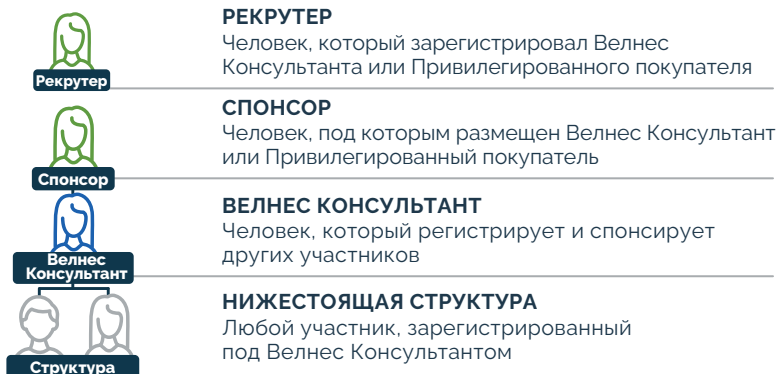 РЕКРУТЕР
Человек, который зарегистрировал Велнес
Консультанта или Привилегированного покупателя
Рекрутер
СПОНСОР
Человек, под которым размещен Велнес Консультант
или Привилегированный покупатель
Спонсор
ВЕЛНЕС КОНСУЛЬТАНТ
Человек, который регистрирует и спонсирует
других участников
Велнес
Консультант
НИЖЕСТОЯЩАЯ СТРУКТУРА
Любой участник, зарегистрированный
под Велнес Консультантом
Структура